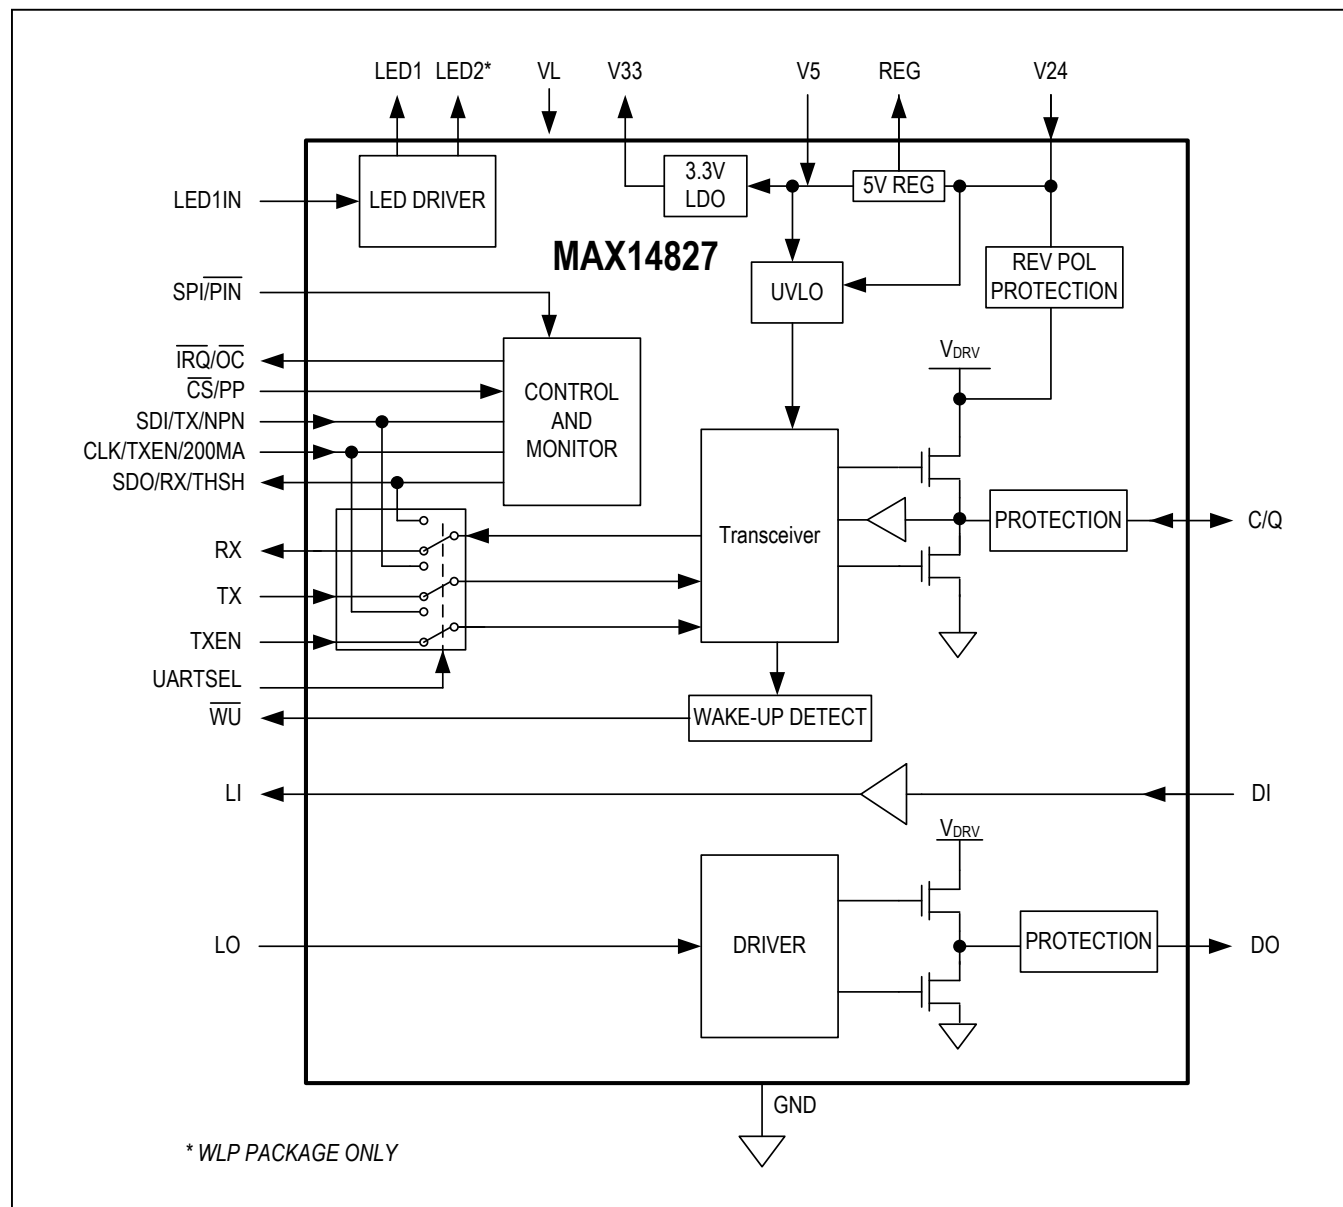 LED1 LED2* VL V33 V5 REG V24
LED1IN
LED DRIVER
3.3V
LDO
5V REG
MAX14827
UVLO
REV POL
PROTECTION
SPI/PIN
IRQ/OC
CS/PP
SDI/TX/NPN
CLK/TXEN/200MA
SDO/RX/THSH
CONTROL
AND
MONITOR
VDRV
RX
TX
TXEN
UARTSEL
WU
Transceiver
PROTECTION
C/Q
WAKE-UP DETECT
LI
DI
VDRV
LO
DRIVER
PROTECTION
DO
GND
* WLP PACKAGE ONLY